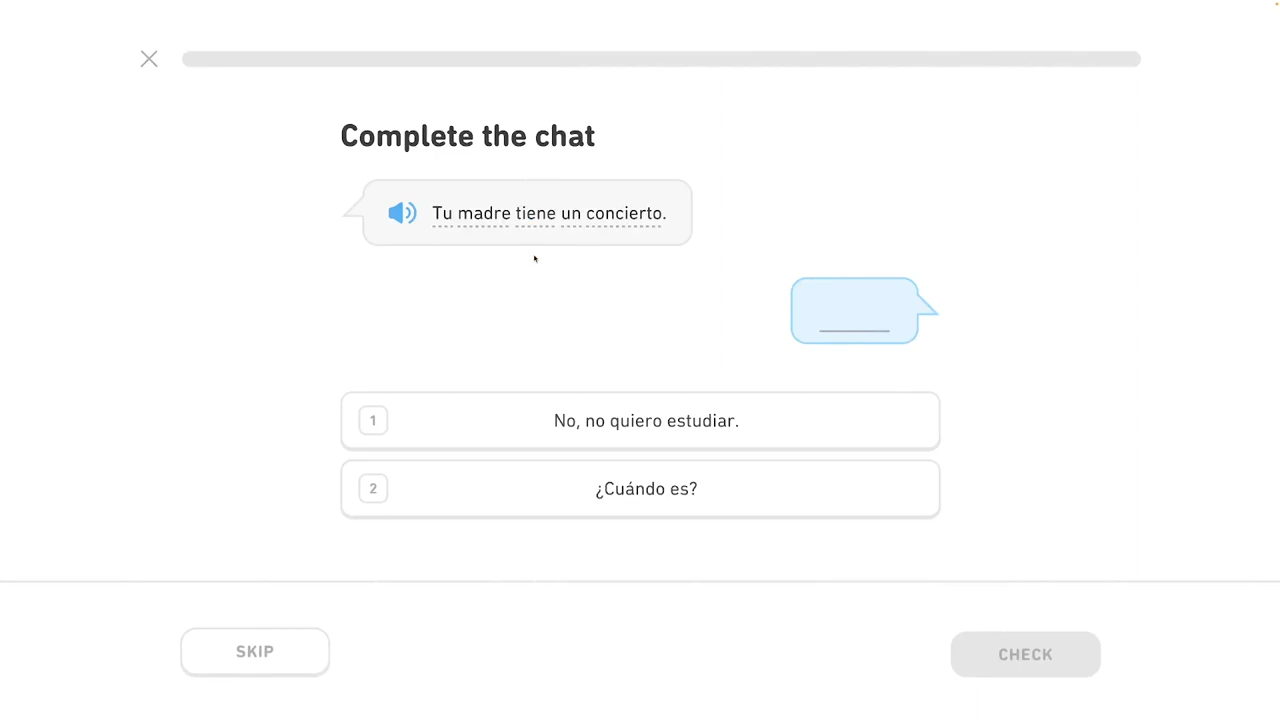 Complete the chat
Tu madre tiene un concierto.
1 No, no quiero estudiar.
2 ¿Cuándo es?
SKIP
CHECK